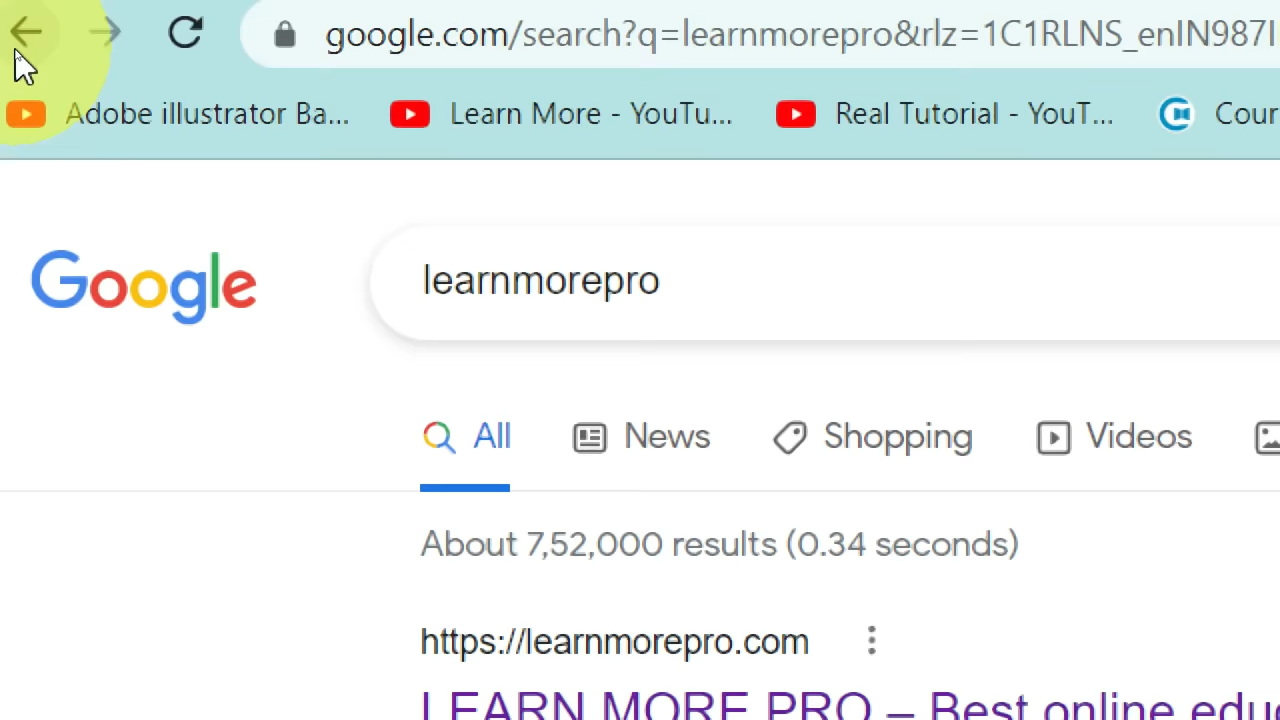 google.com/search?q=learnmorepro&rlz=1C1RLNS_enIN987I
Adobe illustrator Ba... Learn More - YouTu... Real Tutorial - YouT... Cour
Google learnmorepro
All News Shopping Videos
About 7,52,000 results (0.34 seconds)
https://learnmorepro.com
LEARN MORE PRO – Best online edu